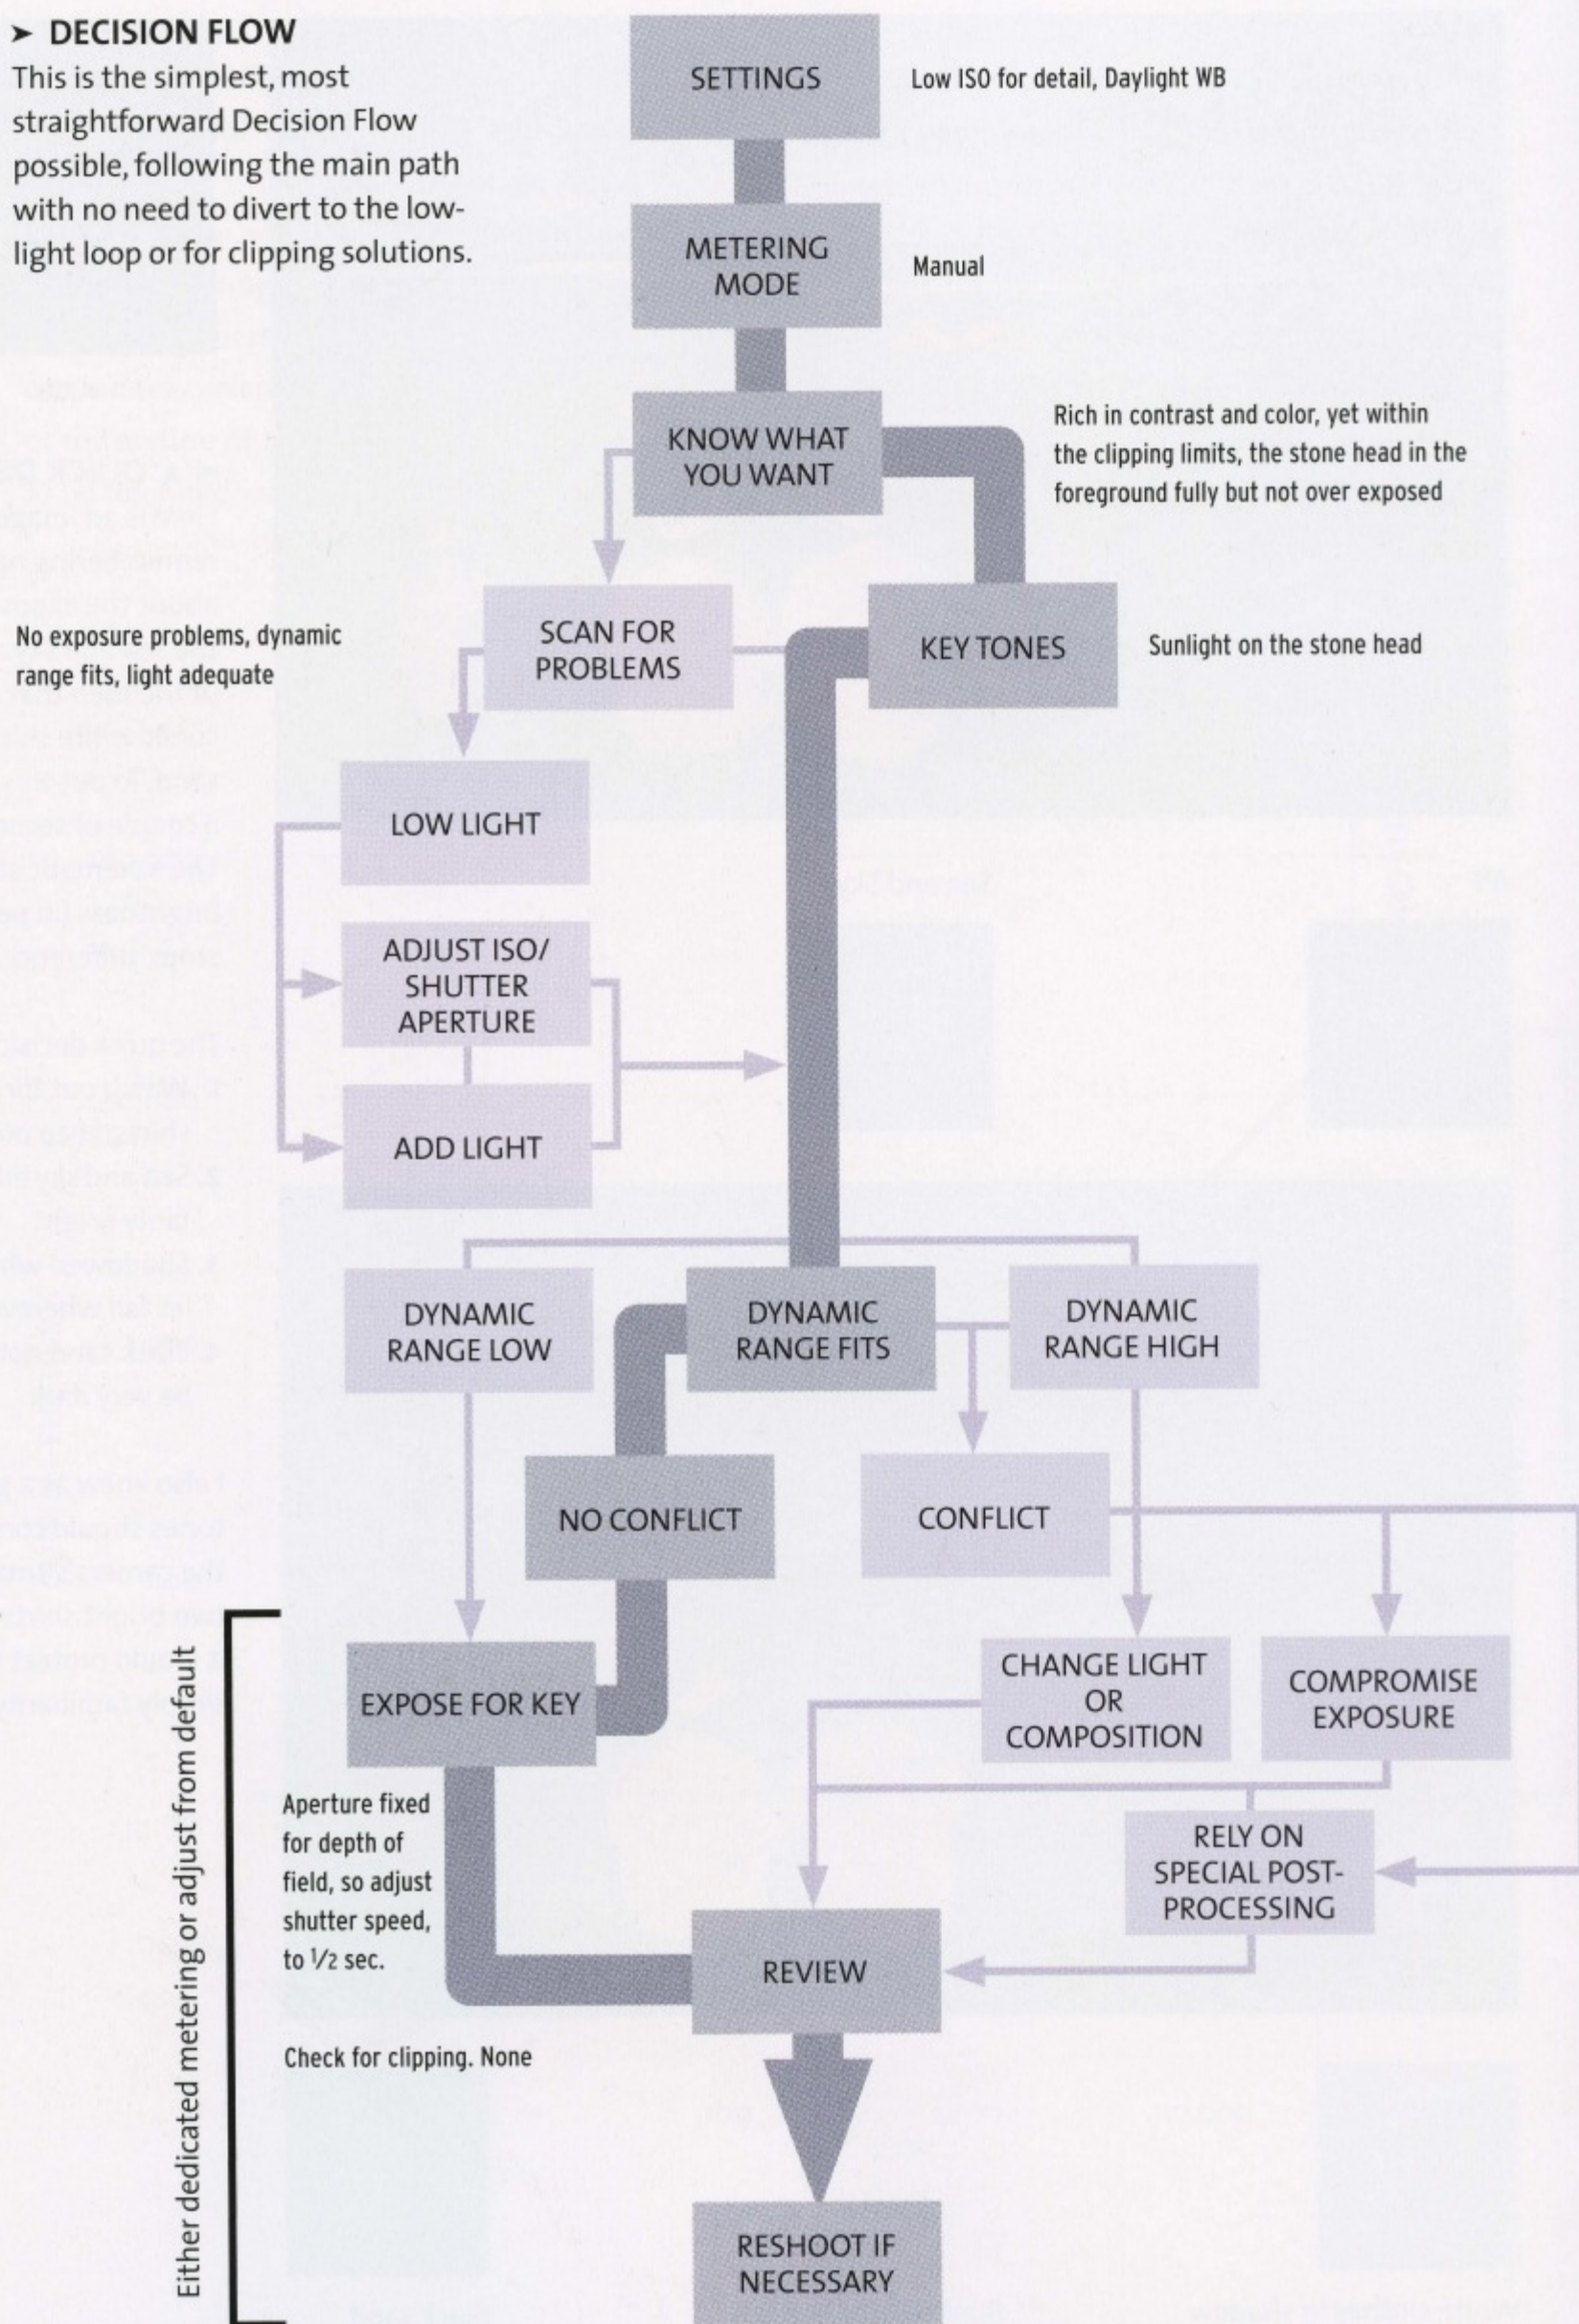 ➤ DECISION FLOW
This is the simplest, most
straightforward Decision Flow
possible, following the main path
with no need to divert to the low-
light loop or for clipping solutions.
SETTINGS
Low ISO for detail, Daylight WB
METERING
MODE
Manual
KNOW WHAT
YOU WANT
Rich in contrast and color, yet within
the clipping limits, the stone head in the
foreground fully but not over exposed
No exposure problems, dynamic
range fits, light adequate
SCAN FOR
PROBLEMS
KEY TONES
Sunlight on the stone head
LOW LIGHT
ADJUST ISO/
SHUTTER
APERTURE
ADD LIGHT
DYNAMIC
RANGE LOW
DYNAMIC
RANGE FITS
DYNAMIC
RANGE HIGH
NO CONFLICT
CONFLICT
EXPOSE FOR KEY
CHANGE LIGHT
OR
COMPOSITION
COMPROMISE
EXPOSURE
Either dedicated metering or adjust from default
Aperture fixed
for depth of
field, so adjust
shutter speed,
to 1/2 sec.
RELY ON
SPECIAL POST-
PROCESSING
REVIEW
Check for clipping. None
RESHOOT IF
NECESSARY